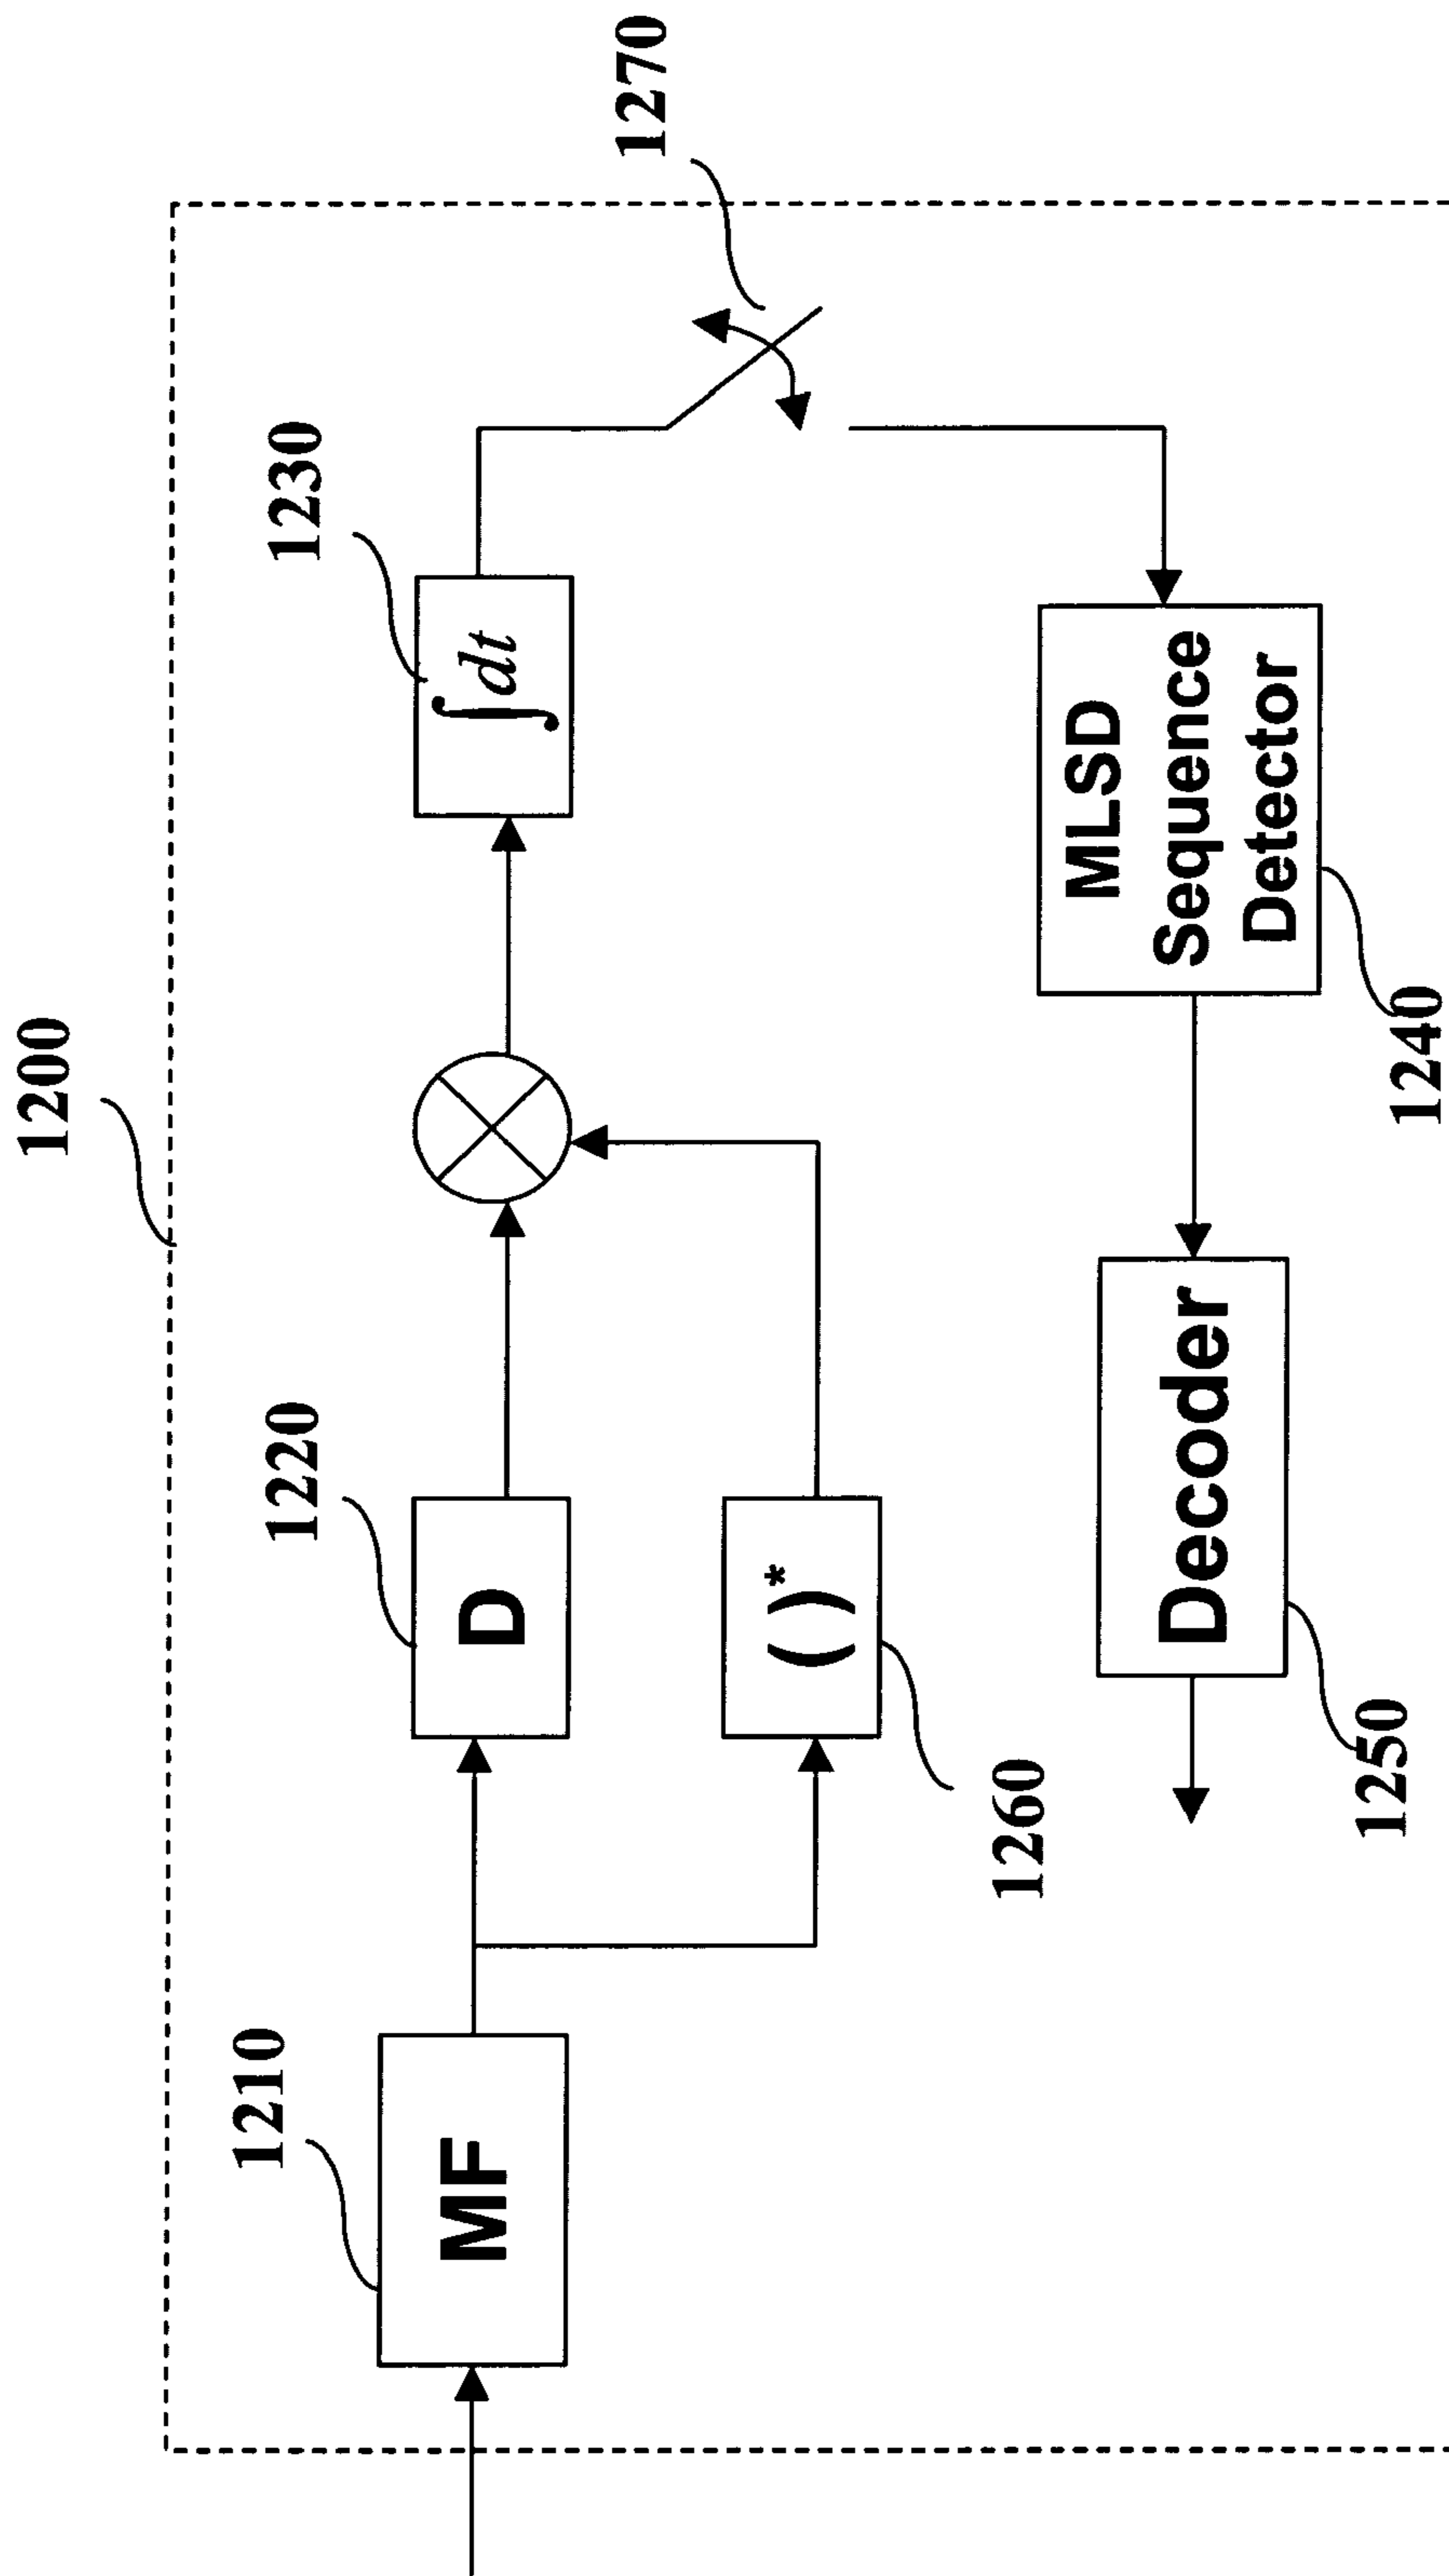 1200
1210
MF
1220
D
1230
∫dt
1270
( )*
1260
MLSD
Sequence
Detector
1240
Decoder
1250